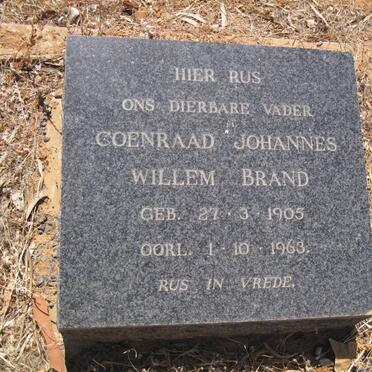 HIER RUS
ONS DIERBARE VADER
COENRAAD JOHANNES
WILLEM BRAND
GEB. 27·3·1905
OORL. 1·10·1963.
RUS IN VREDE.